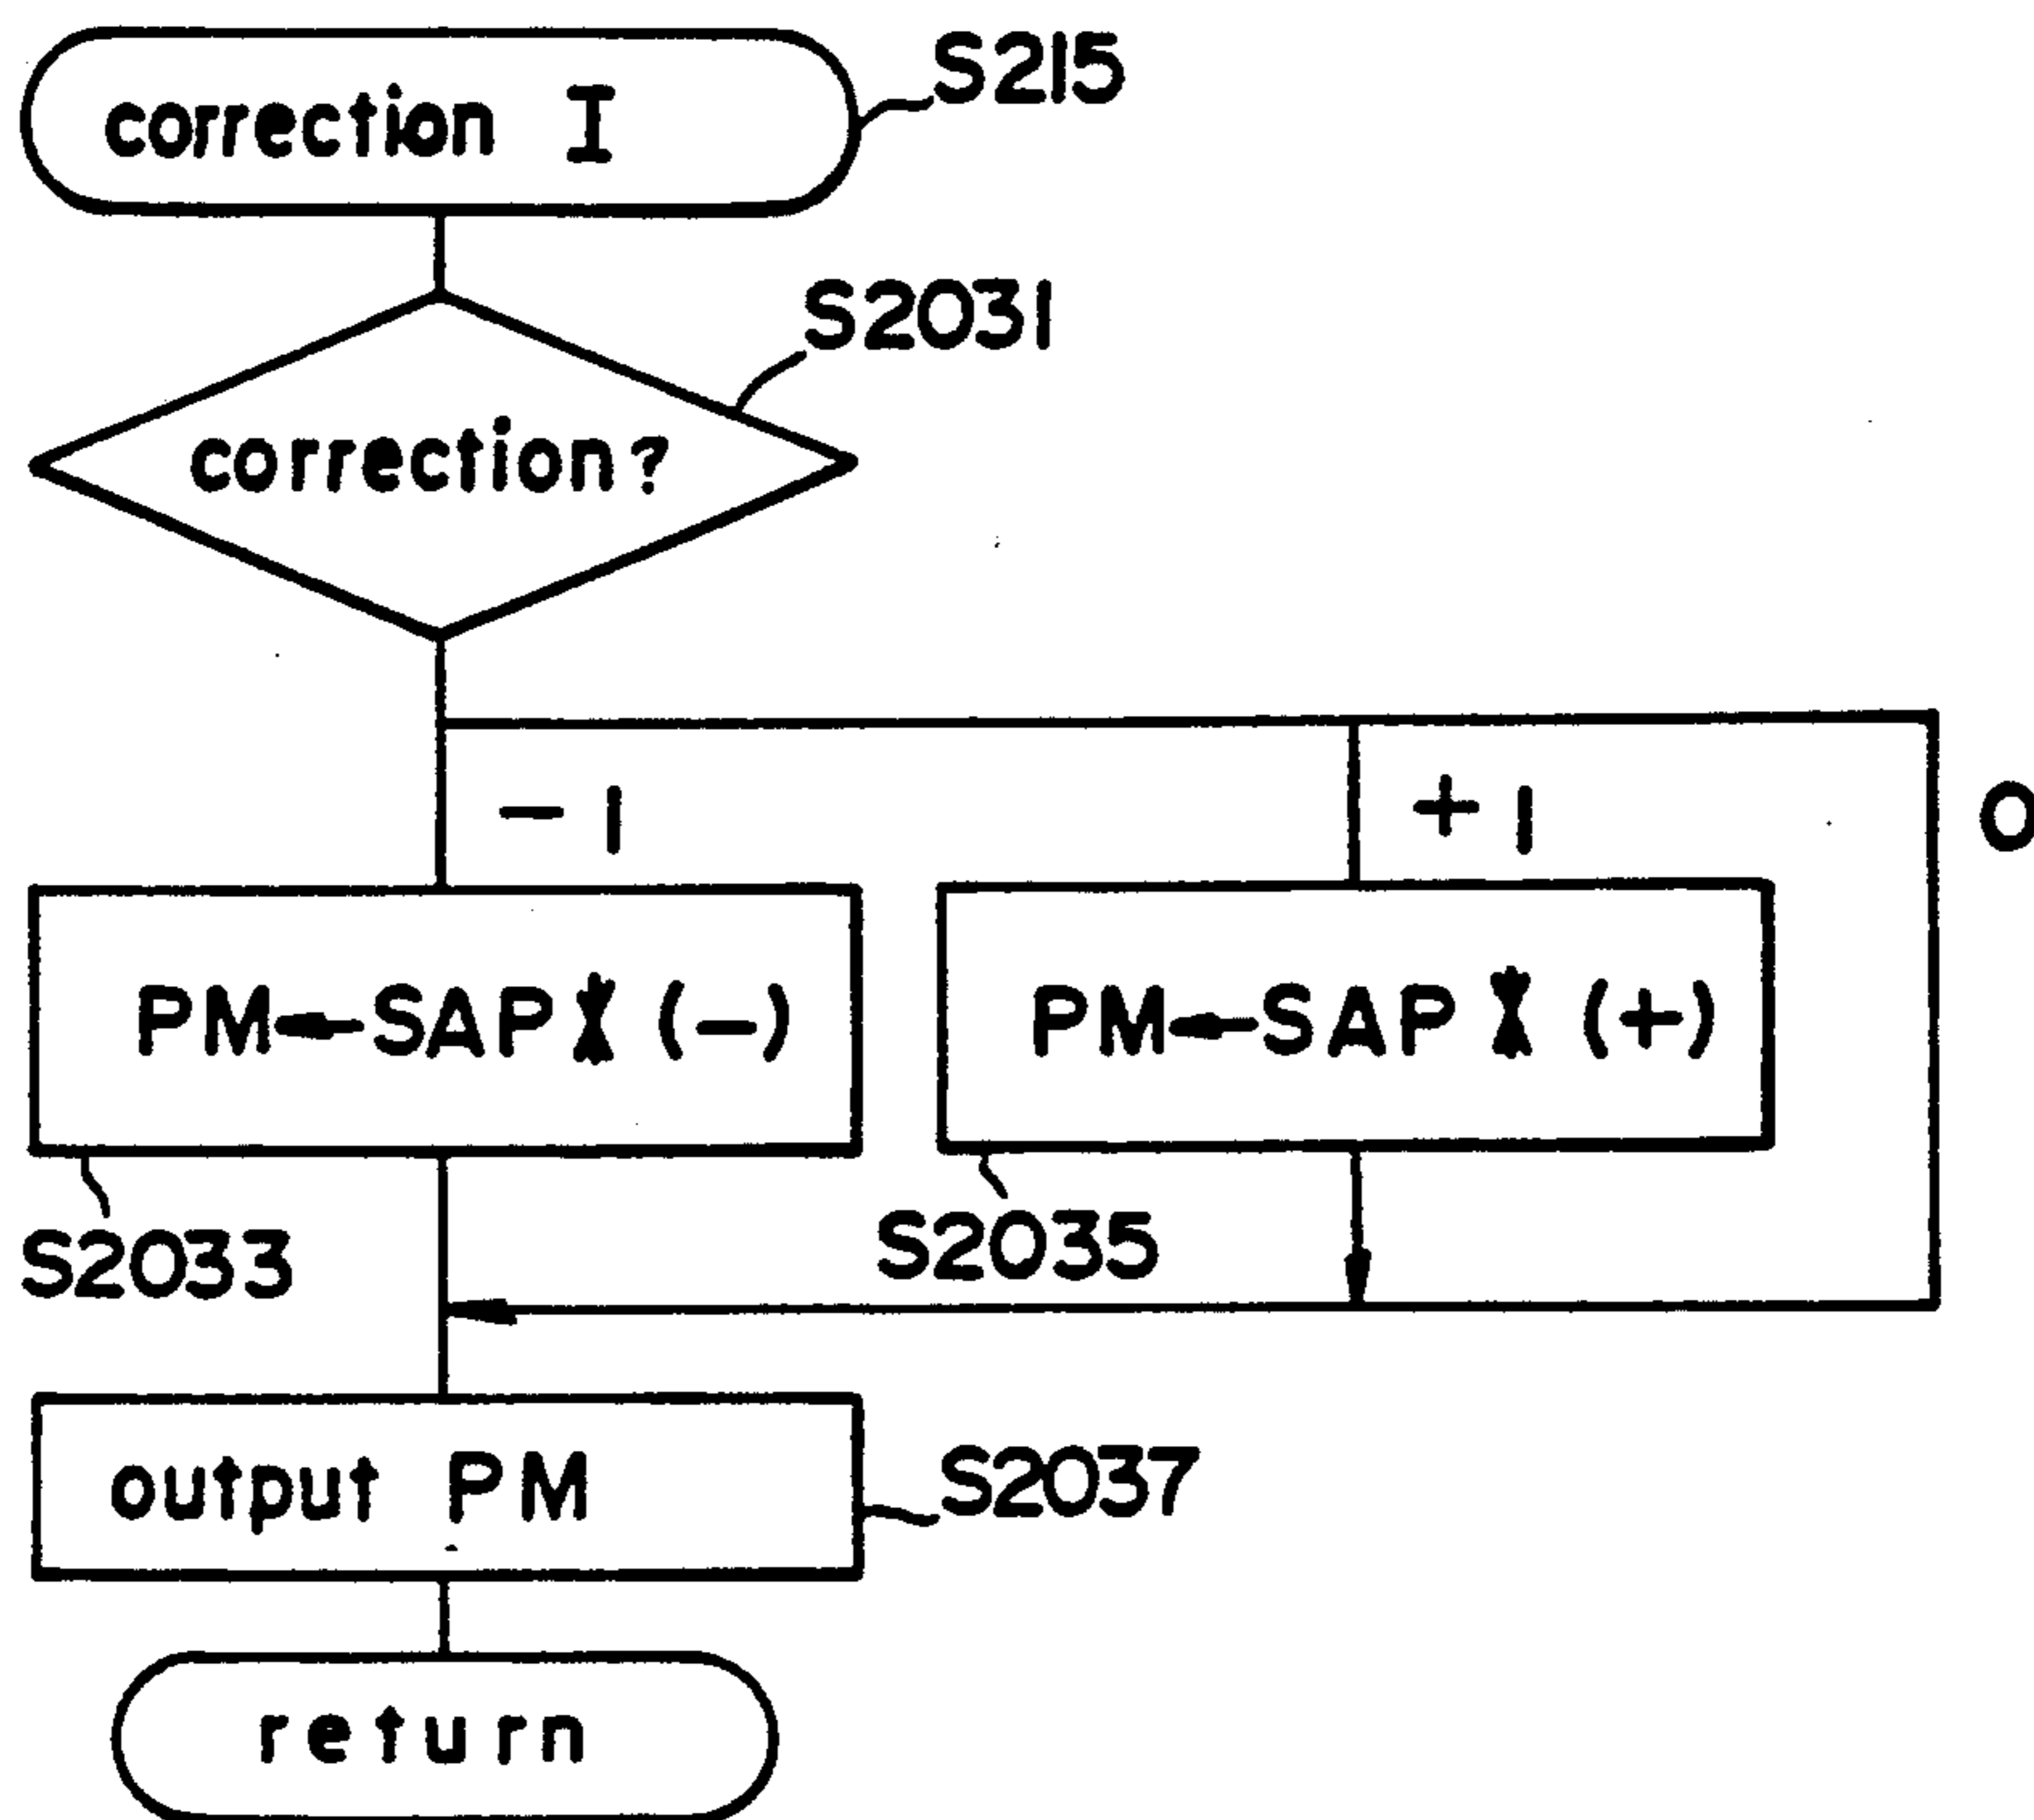 correction I
S215
S2031
correction?
-1
+1
0
PM←SAP (-)
PM←SAP (+)
S2033
S2035
output PM
S2037
return